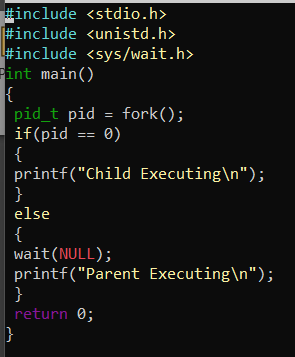 #include <stdio.h>
#include <unistd.h>
#include <sys/wait.h>
int main()
{
pid_t pid = fork();
if(pid == 0)
{
printf("Child Executing\n");
}
else
{
wait(NULL);
printf("Parent Executing\n");
}
return 0;
}